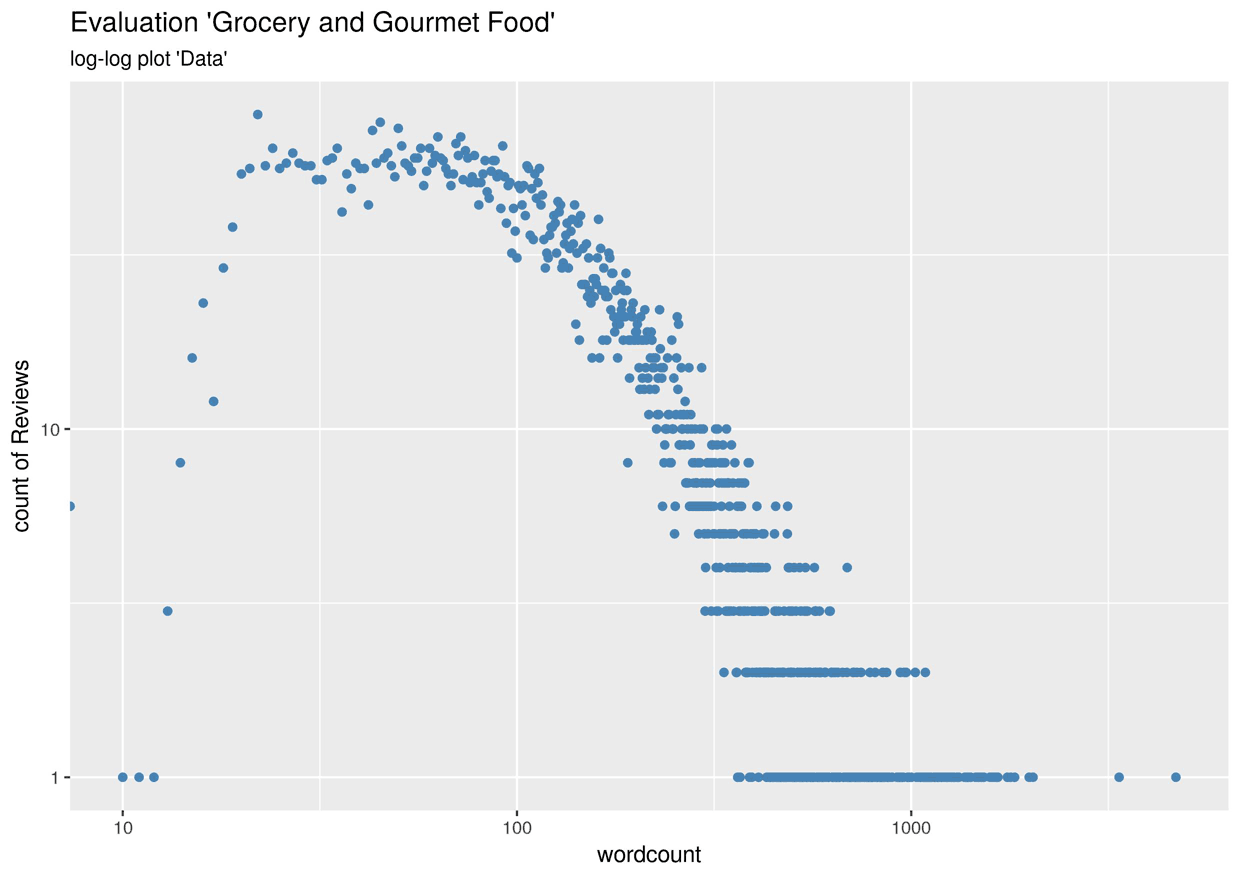 Evaluation 'Grocery and Gourmet Food'
log-log plot 'Data'
count of Reviews
10
1
10 100 1000
wordcount